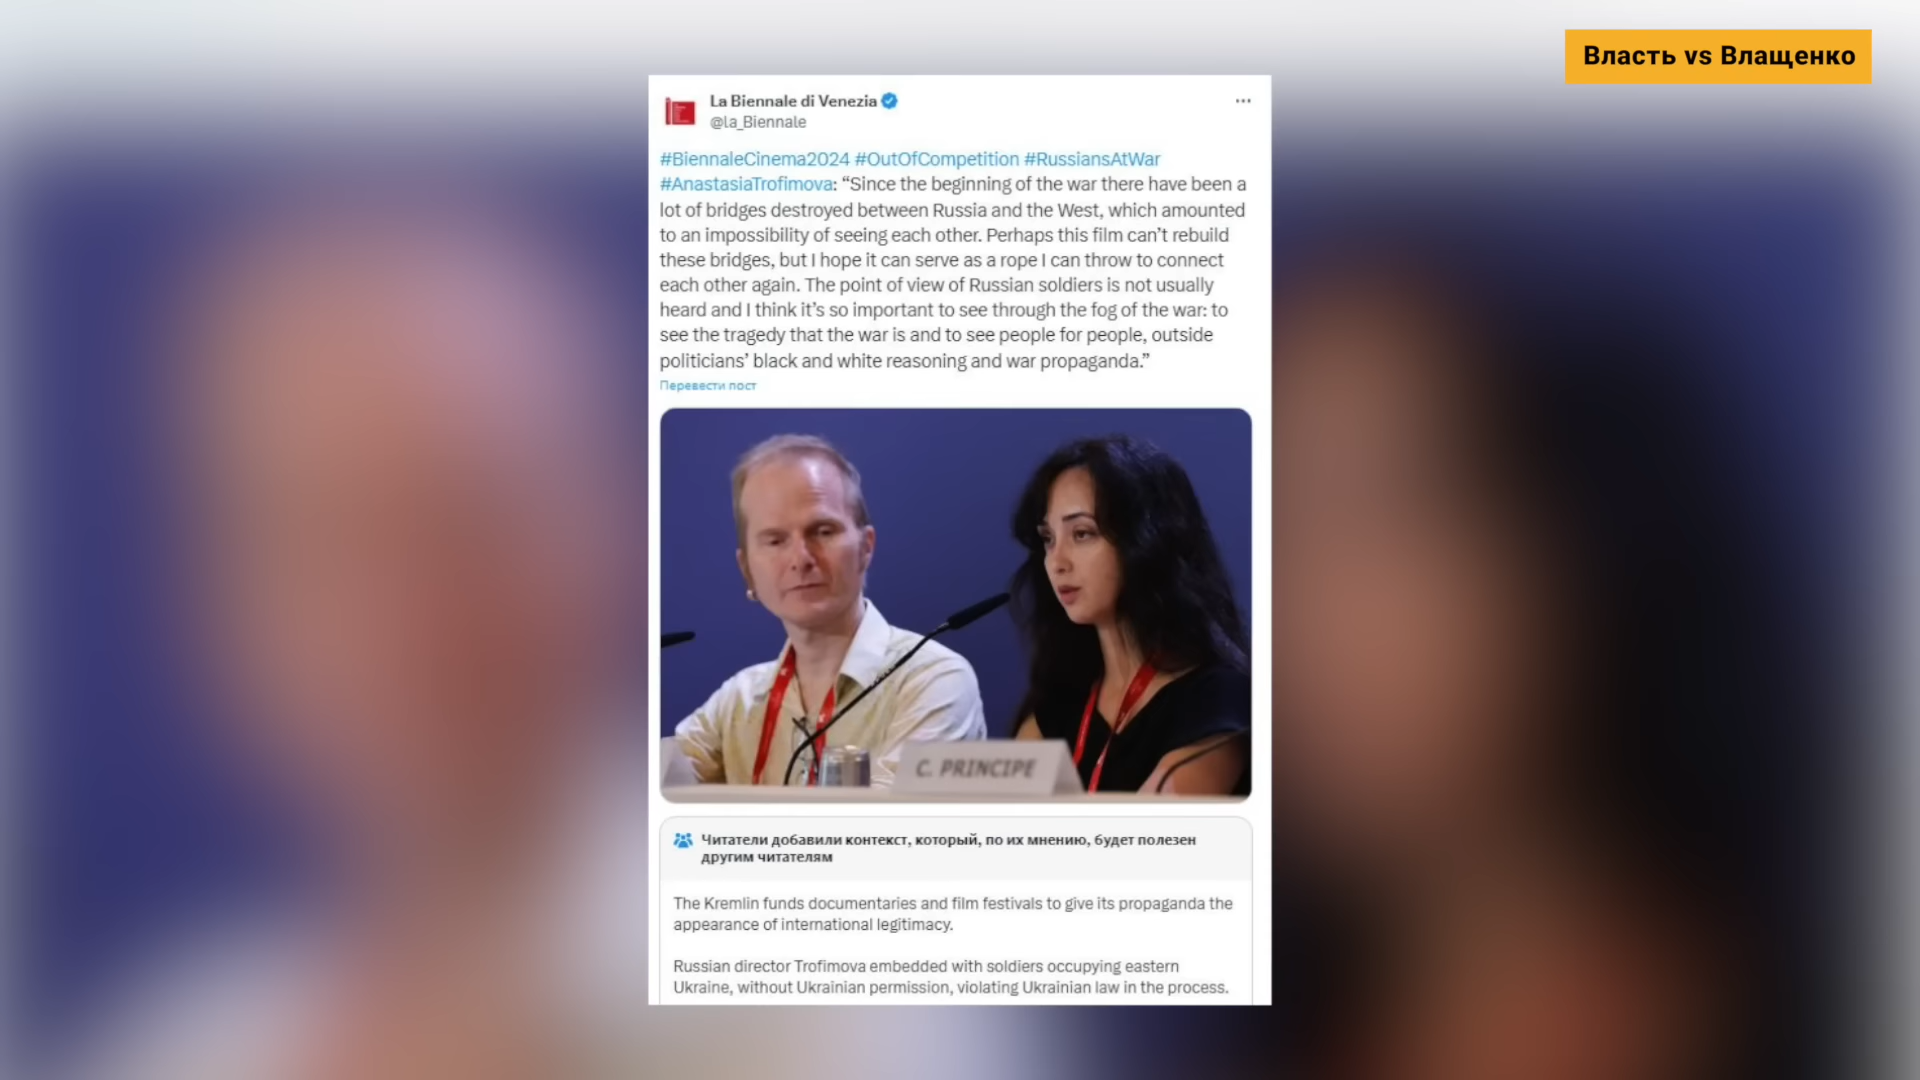 Власть vs Влащенко
La Biennale di Venezia
@la_Biennale
#BiennaleCinema2024 #OutOfCompetition #RussiansAtWar
#AnastasiaTrofimova: “Since the beginning of the war there have been a
lot of bridges destroyed between Russia and the West, which amounted
to an impossibility of seeing each other. Perhaps this film can’t rebuild
these bridges, but I hope it can serve as a rope I can throw to connect
each other again. The point of view of Russian soldiers is not usually
heard and I think it’s so important to see through the fog of the war: to
see the tragedy that the war is and to see people for people, outside
politicians’ black and white reasoning and war propaganda.”
Перевести пост
C. PRINCIPE
Читатели добавили контекст, который, по их мнению, будет полезен
другим читателям
The Kremlin funds documentaries and film festivals to give its propaganda the
appearance of international legitimacy.
Russian director Trofimova embedded with soldiers occupying eastern
Ukraine, without Ukrainian permission, violating Ukrainian law in the process.